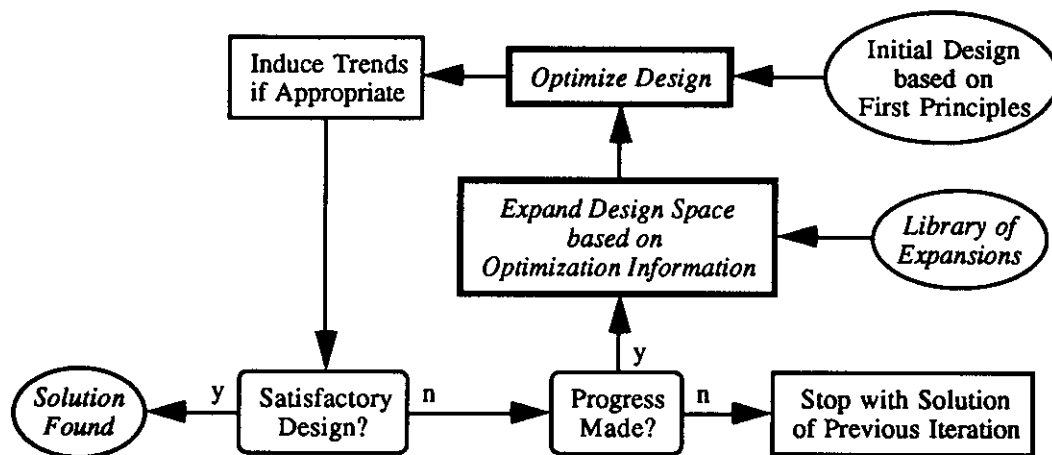 Induce Trends
if Appropriate
Optimize Design
Initial Design
based on
First Principles
Expand Design Space
based on
Optimization Information
Library of
Expansions
y
Solution
Found
y
Satisfactory
Design?
n
Progress
Made?
n
Stop with Solution
of Previous Iteration